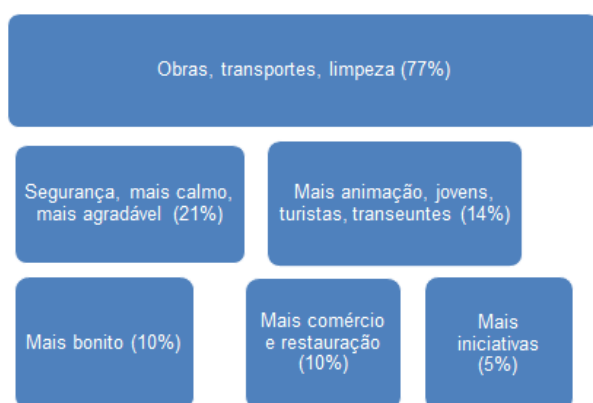 Obras, transportes, limpeza (77%)
Segurança, mais calmo,
mais agradável (21%)
Mais animação, jovens,
turistas, transeuntes (14%)
Mais bonito (10%)
Mais comércio
e restauração
(10%)
Mais
iniciativas
(5%)